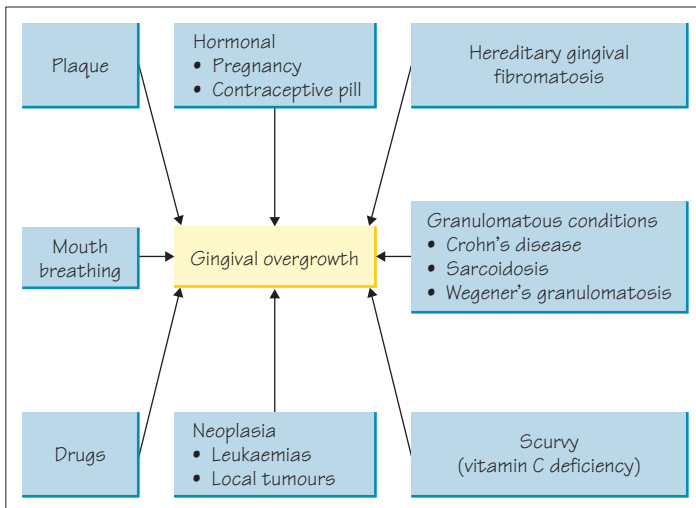 Plaque
Hormonal
• Pregnancy
• Contraceptive pill
Hereditary gingival
fibromatosis
Mouth
breathing
Gingival overgrowth
Granulomatous conditions
• Crohn's disease
• Sarcoidosis
• Wegener's granulomatosis
Drugs
Neoplasia
• Leukaemias
• Local tumours
Scurvy
(vitamin C deficiency)